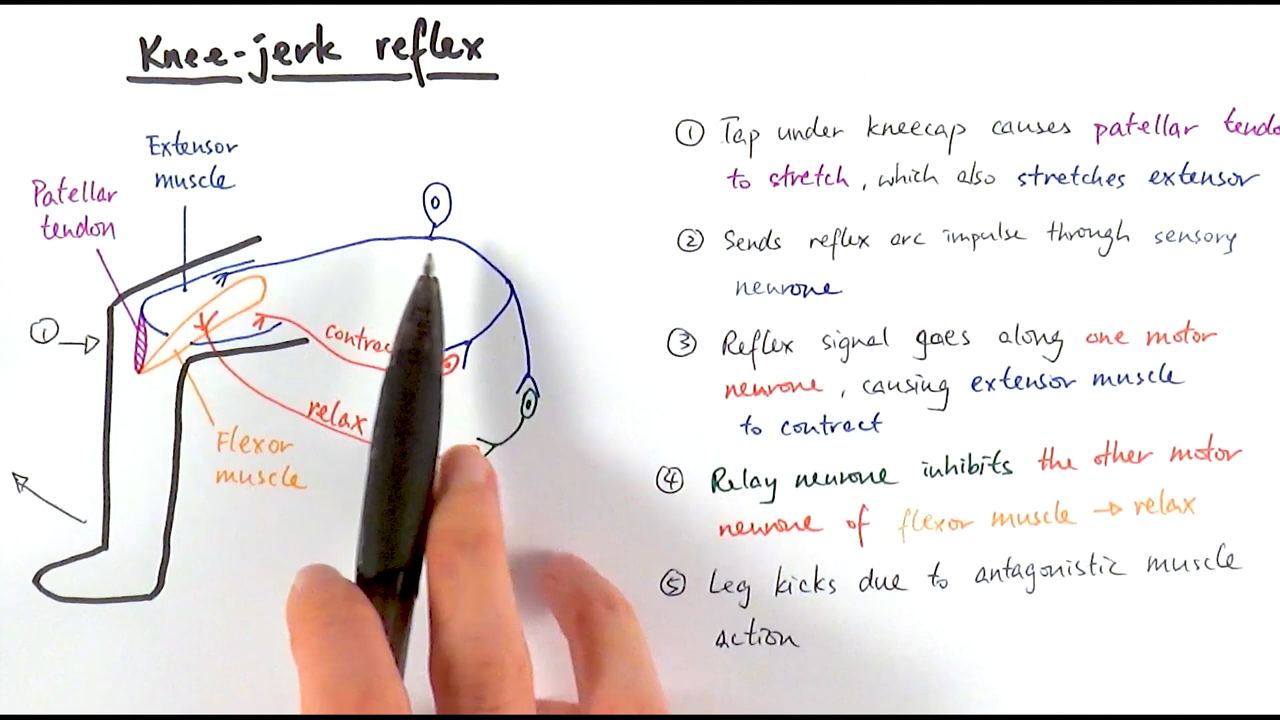 Knee-jerk reflex
Extensor
muscle
Patellar
tendon
①
contrac
relax
Flexor
muscle
① Tap under kneecap causes patellar tendo
to stretch, which also stretches extensor
② Sends reflex arc impulse through sensory
neurone
③ Reflex signal goes along one motor
neurone, causing extensor muscle
to contract
④ Relay neurone inhibits the other motor
neurone of flexor muscle → relax
⑤ Leg kicks due to antagonistic muscle
action